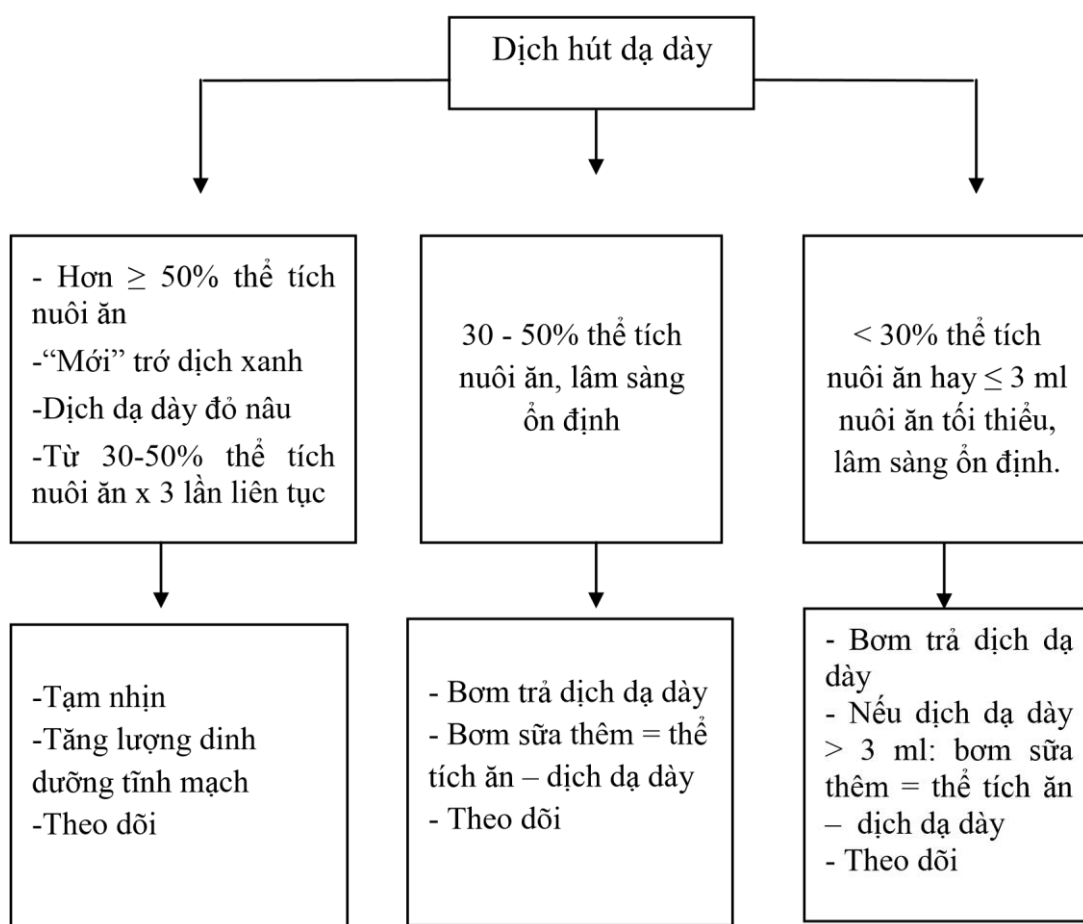 Dịch hút dạ dày
- Hơn ≥ 50% thể tích
nuôi ăn
-“Mới” trớ dịch xanh
-Dịch dạ dày đỏ nâu
-Từ 30-50% thể tích
nuôi ăn x 3 lần liên tục
30 - 50% thể tích
nuôi ăn, lâm sàng
ổn định
< 30% thể tích
nuôi ăn hay ≤ 3 ml
nuôi ăn tối thiểu,
lâm sàng ổn định.
-Tạm nhịn
-Tăng lượng dinh
dưỡng tĩnh mạch
-Theo dõi
- Bơm trả dịch dạ dày
- Bơm sữa thêm = thể
tích ăn – dịch dạ dày
- Theo dõi
- Bơm trả dịch dạ
dày
- Nếu dịch dạ dày
> 3 ml: bơm sữa
thêm = thể tích ăn
– dịch dạ dày
- Theo dõi